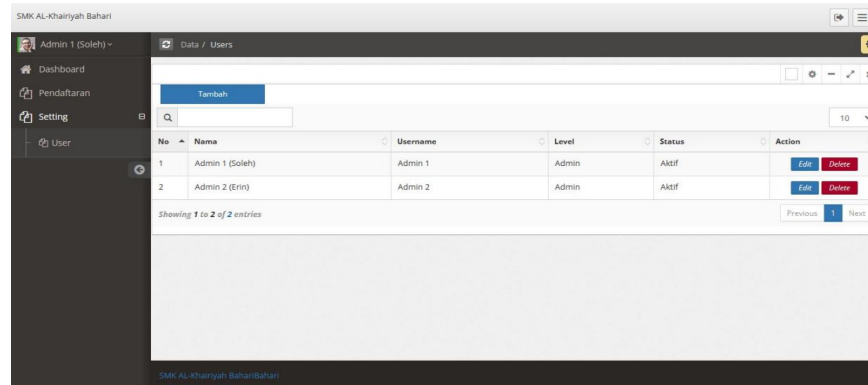 SMK AL-Khairiyah Bahari
Admin 1 (Soleh)
Data / Users
Dashboard
Pendaftaran
Setting
User
Tambah
10
No Nama Username Level Status Action
1 Admin 1 (Soleh) Admin 1 Admin Aktif Edit Delete
2 Admin 2 (Erin) Admin 2 Admin Aktif Edit Delete
Showing 1 to 2 of 2 entries
Previous 1 Next
SMK AL-Khairiyah BahariBahari